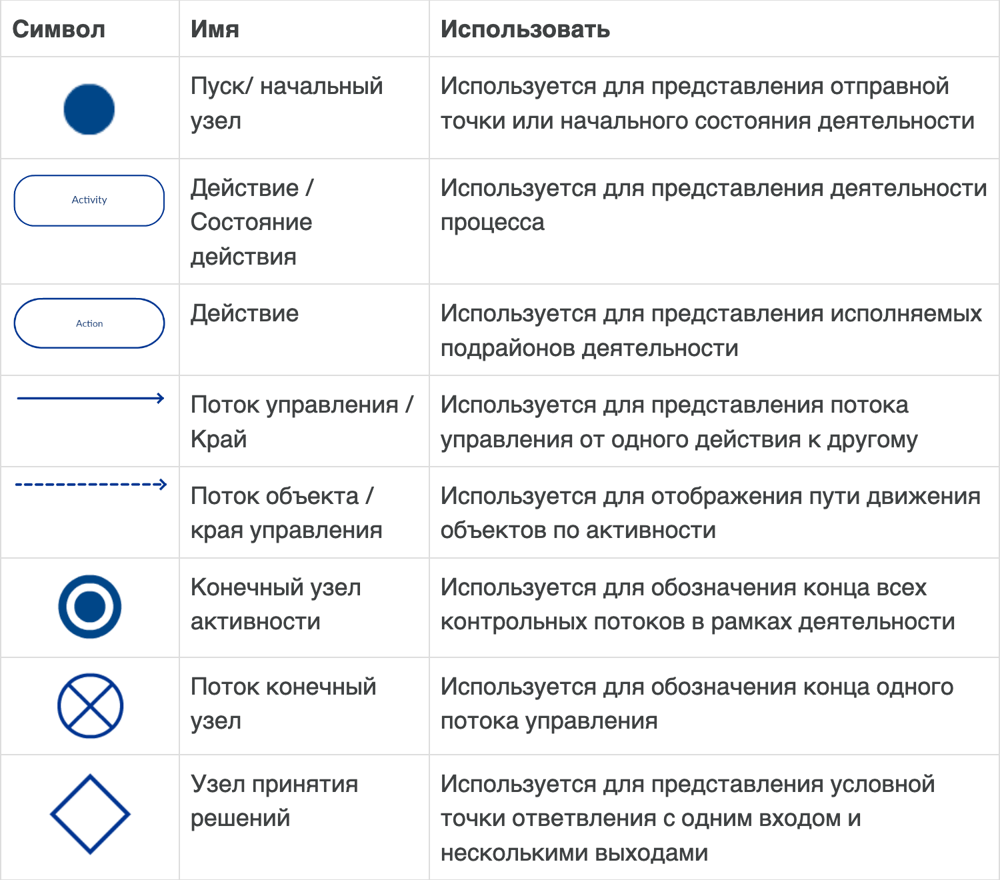 Символ
Имя
Использовать
Пуск/ начальный
узел
Используется для представления отправной
точки или начального состояния деятельности
Activity
Действие /
Состояние
действия
Используется для представления деятельности
процесса
Action
Действие
Используется для представления исполняемых
подрайонов деятельности
Поток управления /
Край
Используется для представления потока
управления от одного действия к другому
Поток объекта /
края управления
Используется для отображения пути движения
объектов по активности
Конечный узел
активности
Используется для обозначения конца всех
контрольных потоков в рамках деятельности
Поток конечный
узел
Используется для обозначения конца одного
потока управления
Узел принятия
решений
Используется для представления условной
точки ответвления с одним входом и
несколькими выходами